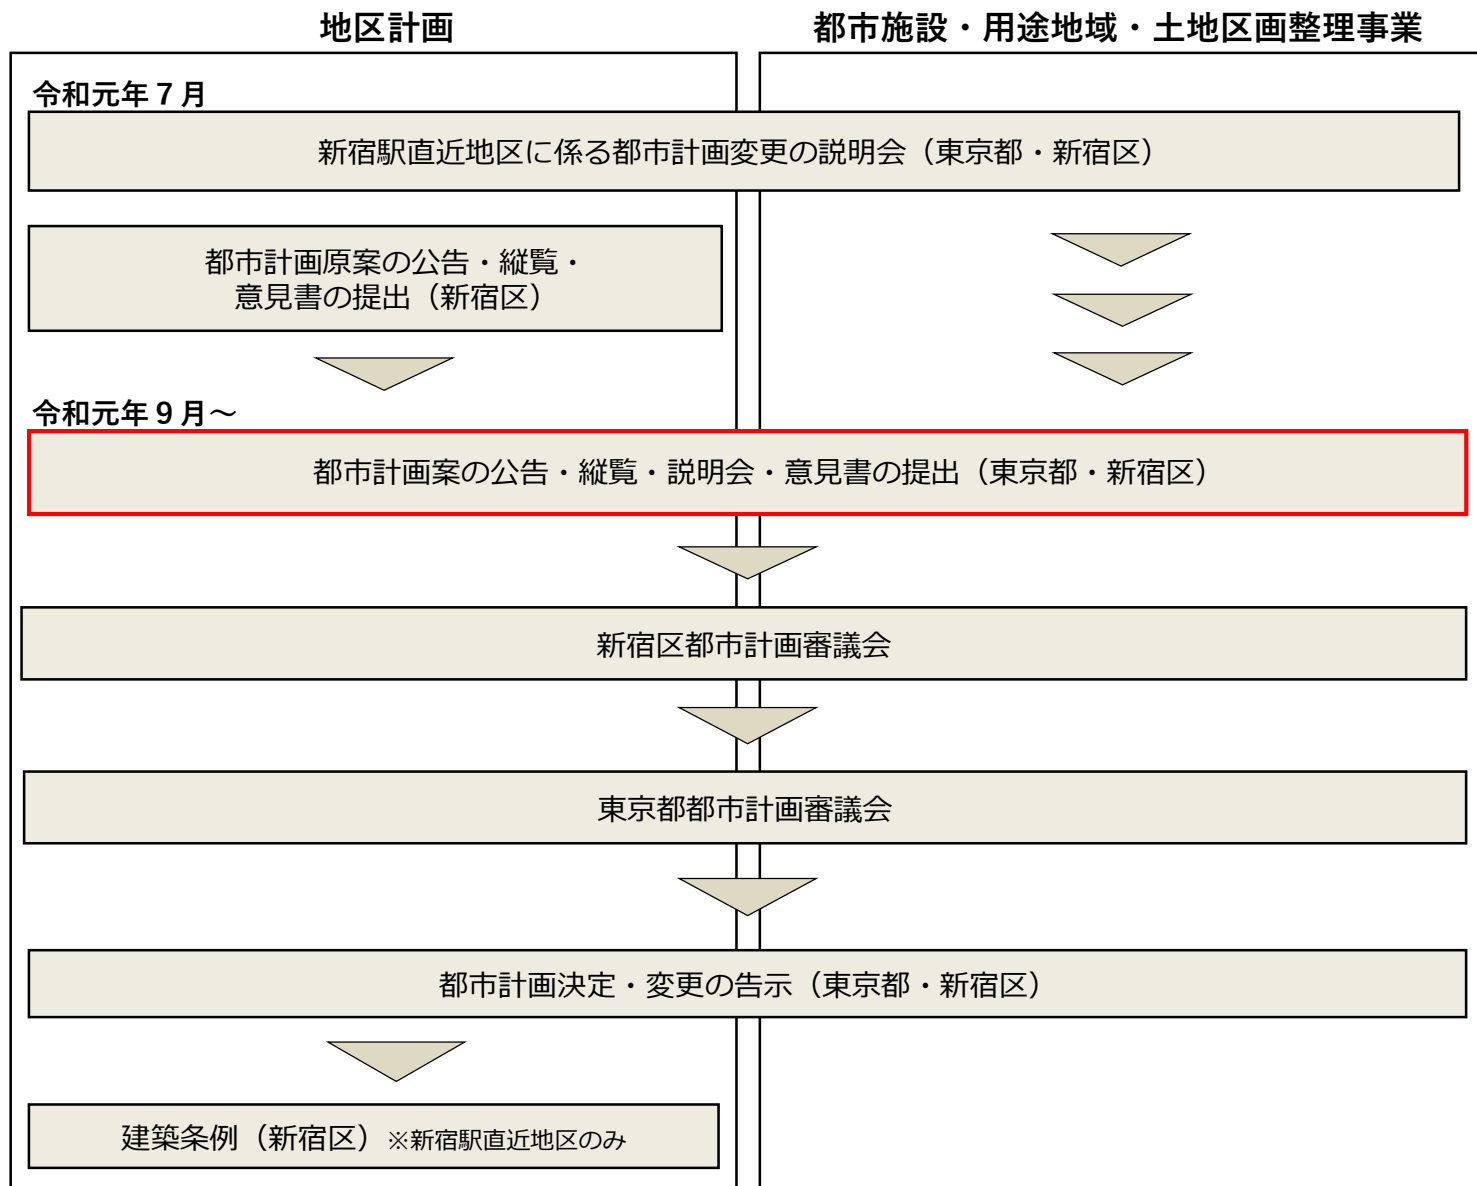 地区計画
都市施設・用途地域・土地区画整理事業
令和元年７月
新宿駅直近地区に係る都市計画変更の説明会（東京都・新宿区）
都市計画原案の公告・縦覧・
意見書の提出（新宿区）
令和元年９月～
都市計画案の公告・縦覧・説明会・意見書の提出（東京都・新宿区）
新宿区都市計画審議会
東京都都市計画審議会
都市計画決定・変更の告示（東京都・新宿区）
建築条例（新宿区）※新宿駅直近地区のみ